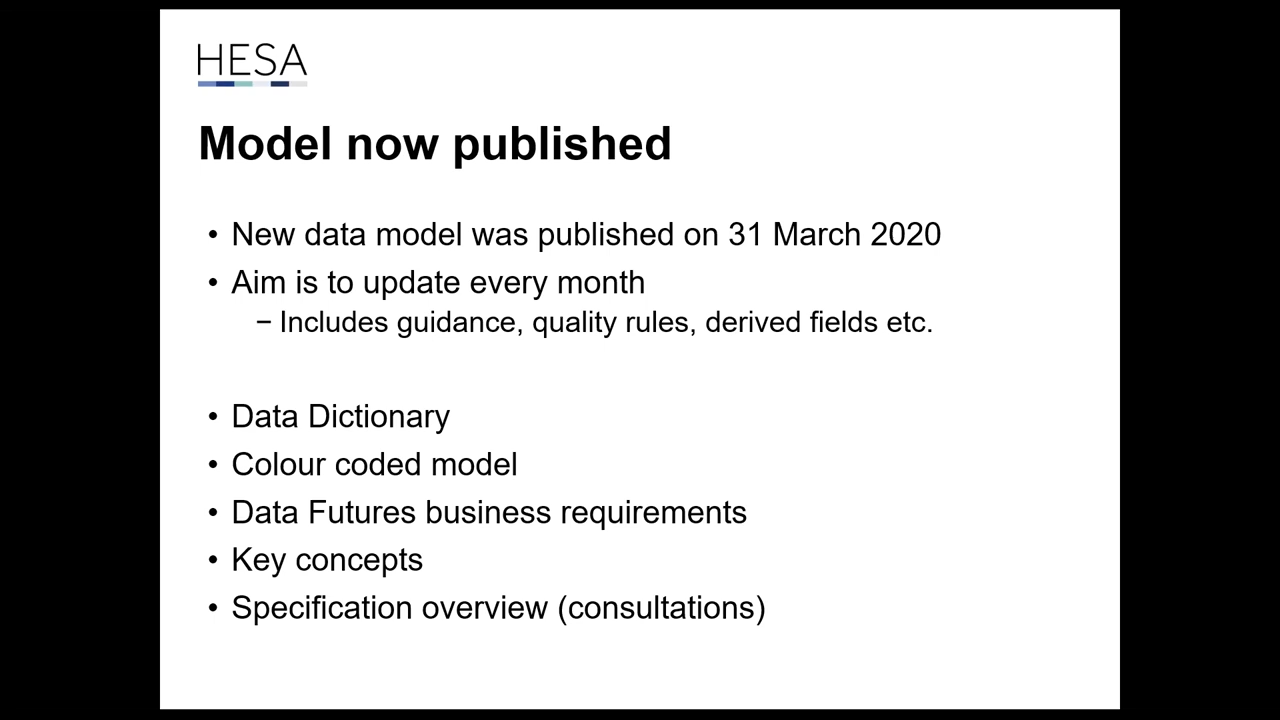 HESA
Model now published
• New data model was published on 31 March 2020
• Aim is to update every month
− Includes guidance, quality rules, derived fields etc.
• Data Dictionary
• Colour coded model
• Data Futures business requirements
• Key concepts
• Specification overview (consultations)